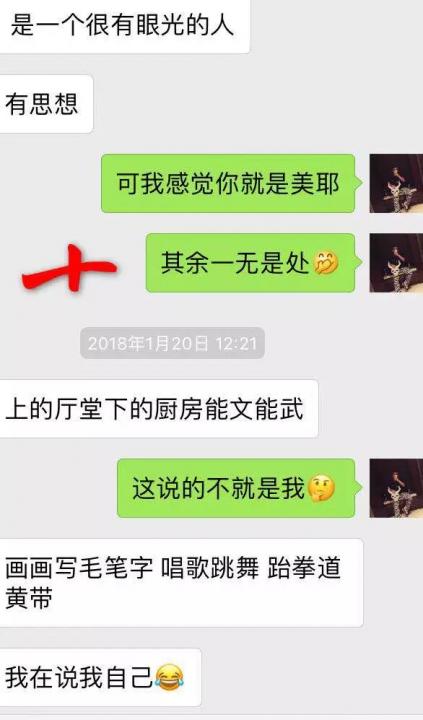 是一个很有眼光的人
有思想
可我感觉你就是美耶
其余一无是处🤭
十
2018年1月20日 12:21
上的厅堂下的厨房能文能武
这说的不就是我🤔
画画写毛笔字 唱歌跳舞 跆拳道
黄带
我在说我自己😂